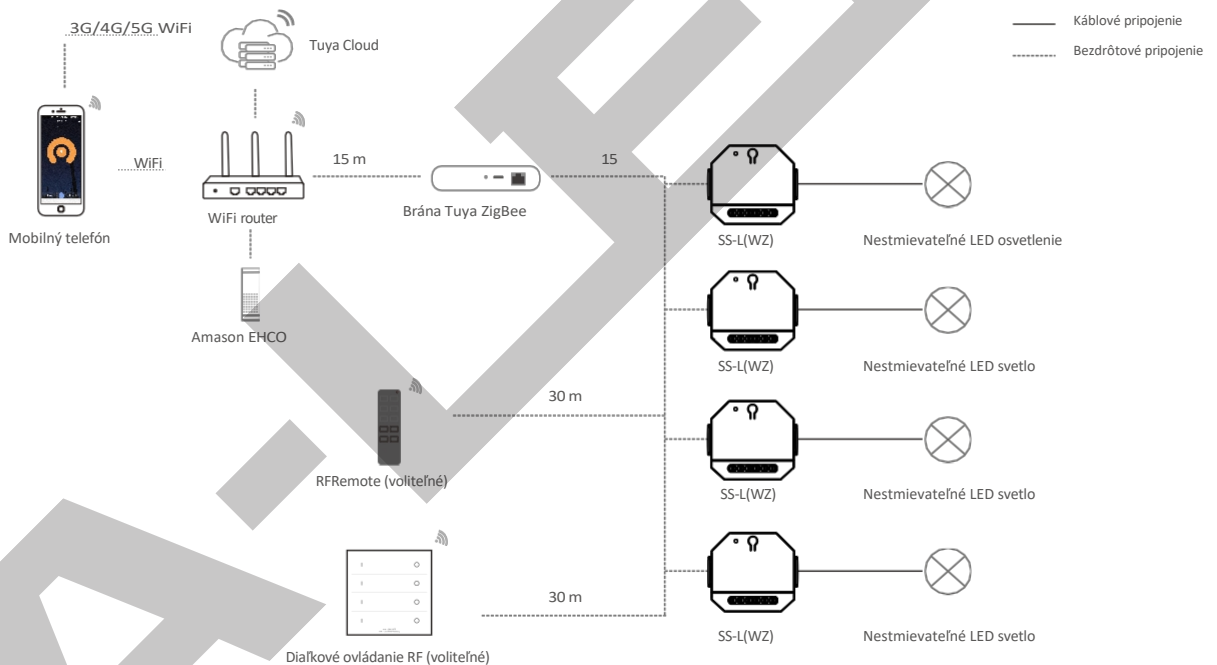 3G/4G/5G WiFi
Tuya Cloud
Káblové pripojenie
Bezdrôtové pripojenie
WiFi
15 m
15
WiFi router
Brána Tuya ZigBee
Mobilný telefón
SS-L(WZ)
Nestmievateľné LED osvetlenie
Amason EHCO
SS-L(WZ)
Nestmievateľné LED svetlo
30 m
RFRemote (voliteľné)
SS-L(WZ)
Nestmievateľné LED svetlo
30 m
SS-L(WZ)
Nestmievateľné LED svetlo
Diaľkové ovládanie RF (voliteľné)